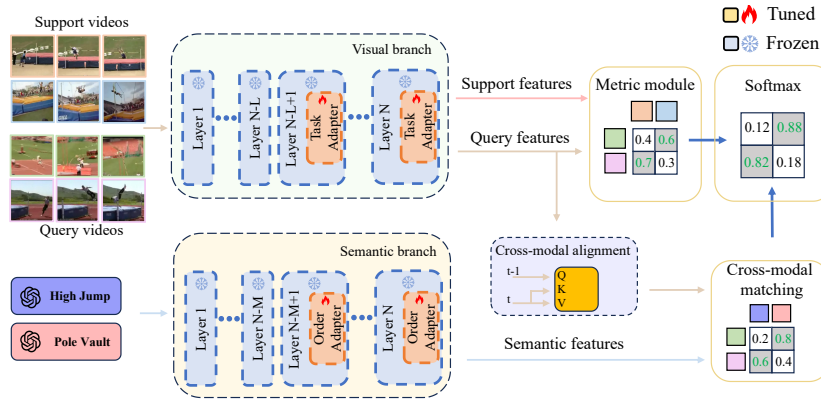 Support videos
Query videos
High Jump
Pole Vault
Visual branch
Layer 1
Layer N-L
Layer N-L+1
Task
Adapter
Layer N
Task
Adapter
Semantic branch
Layer 1
Layer N-M
Layer N-M+1
Order
Adapter
Layer N
Order
Adapter
Support features
Query features
Cross-modal alignment
t-1
t
Q
K
V
Semantic features
Tuned
Frozen
Metric module
0.4 0.6
0.7 0.3
Softmax
0.12 0.88
0.82 0.18
Cross-modal
matching
0.2 0.8
0.6 0.4